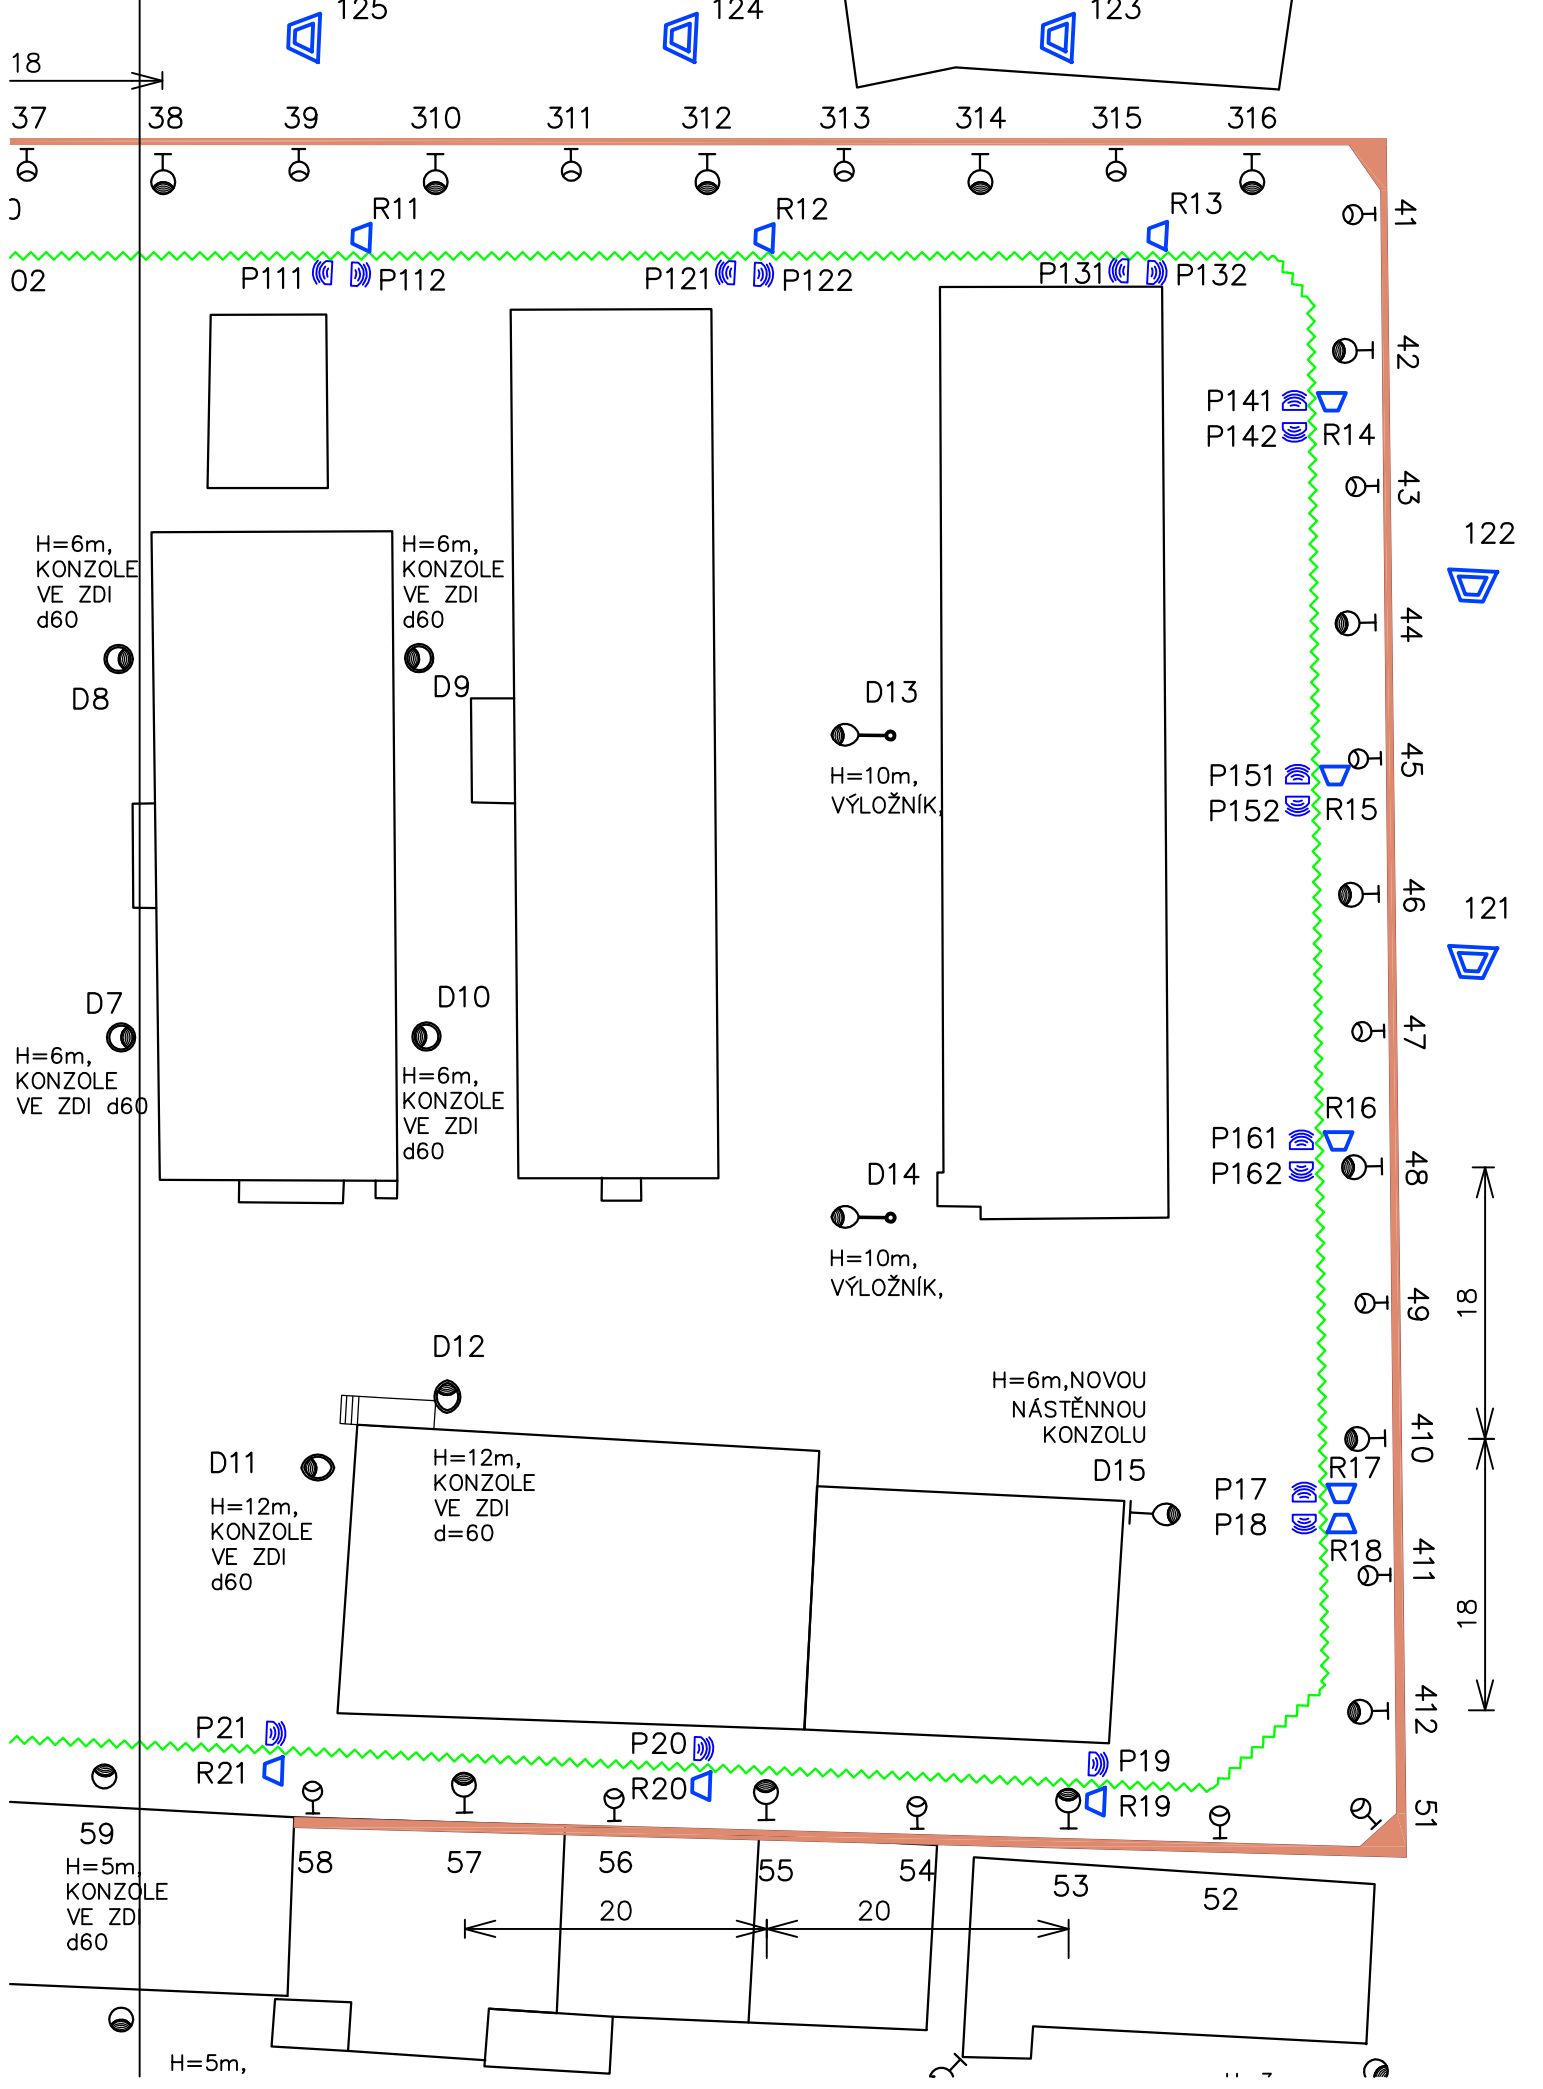 125
124
123
18
37
38
39
310
311
312
313
314
315
316
R11
R12
R13
41
02
P111
P112
P121
P122
P131
P132
42
P141
P142
R14
43
122
H=6m,
KONZOLE
VE ZDI
d60
H=6m,
KONZOLE
VE ZDI
d60
44
D8
D9
D13
H=10m,
VÝLOŽNÍK,
45
P151
P152
R15
46
121
D7
D10
47
H=6m,
KONZOLE
VE ZDI d60
H=6m,
KONZOLE
VE ZDI
d60
R16
P161
P162
48
D14
H=10m,
VÝLOŽNÍK,
49
18
D12
H=6m,NOVOU
NÁSTĚNNOU
KONZOLU
D15
410
D11
H=12m,
KONZOLE
VE ZDI
d60
H=12m,
KONZOLE
VE ZDI
d=60
R17
P17
P18
R18
411
18
412
P21
R21
P20
R20
P19
R19
51
59
H=5m,
KONZOLE
VE ZDI
d60
58
57
56
55
54
53
52
20
20
H=5m,